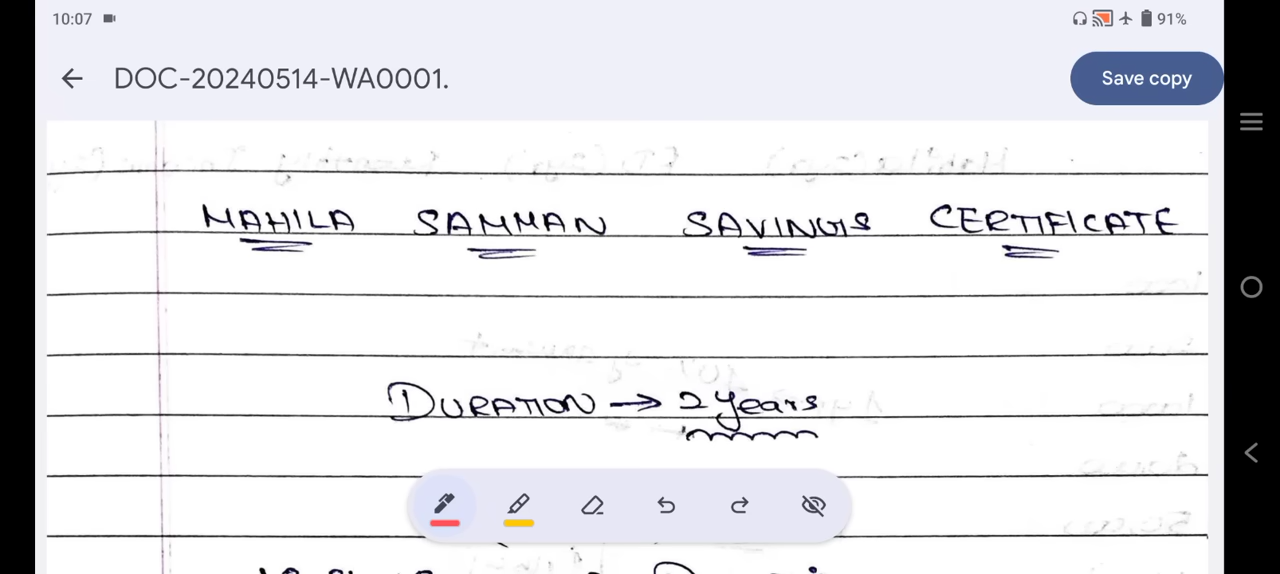 10:07 91%
DOC-20240514-WA0001. Save copy
MAHILA SAMMAN SAVINGS CERTIFICATE
DURATION → 2 years